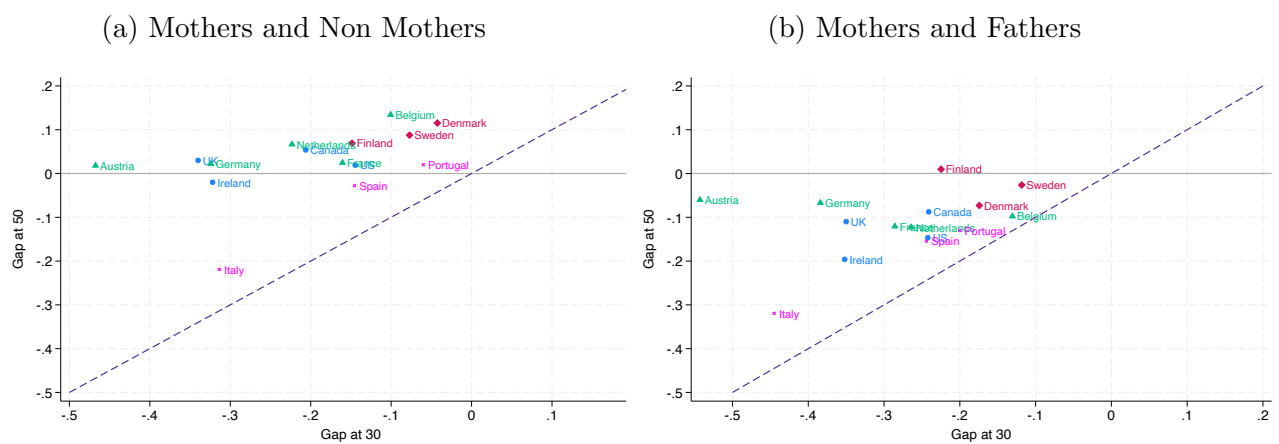 (a) Mothers and Non Mothers
.2
.1
0
-.1
-.2
-.3
-.4
-.5
Gap at 50
Belgium
Denmark
Sweden
Finland
Netherlands
Canada
UK
Germany
Austria
France
US
Portugal
Spain
Ireland
Italy
-.5 -.4 -.3 -.2 -.1 0 .1
Gap at 30
(b) Mothers and Fathers
.2
.1
0
-.1
-.2
-.3
-.4
-.5
Gap at 50
Finland
Sweden
Austria
Germany
Denmark
Canada
Belgium
UK
France
Netherlands
Portugal
US
Spain
Ireland
Italy
-.5 -.4 -.3 -.2 -.1 0 .1 .2
Gap at 30